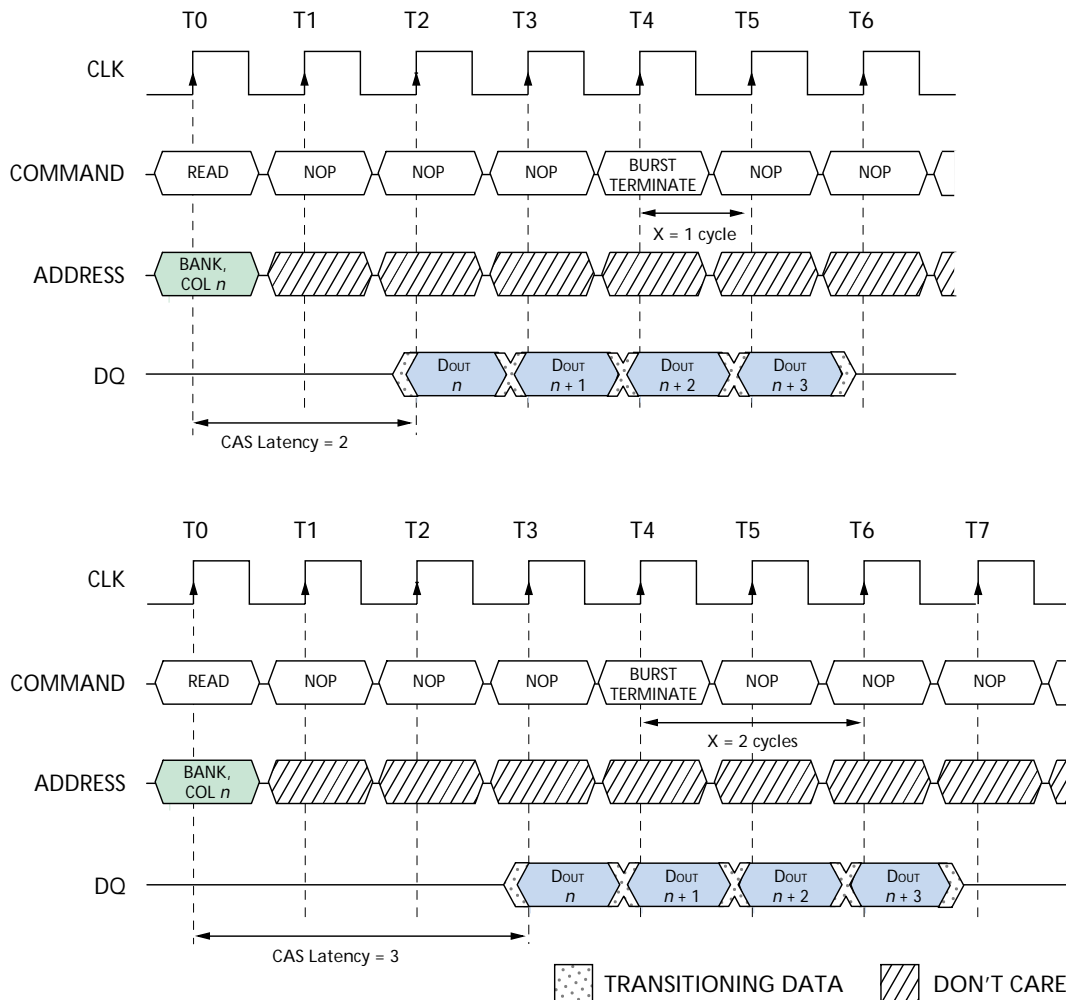 T0 T1 T2 T3 T4 T5 T6
CLK
COMMAND READ NOP NOP NOP BURST TERMINATE NOP NOP
X = 1 cycle
ADDRESS BANK, COL n
DQ DOUT n DOUT n + 1 DOUT n + 2 DOUT n + 3
CAS Latency = 2
T0 T1 T2 T3 T4 T5 T6 T7
CLK
COMMAND READ NOP NOP NOP BURST TERMINATE NOP NOP NOP
X = 2 cycles
ADDRESS BANK, COL n
DQ DOUT n DOUT n + 1 DOUT n + 2 DOUT n + 3
CAS Latency = 3
TRANSITIONING DATA DON'T CARE